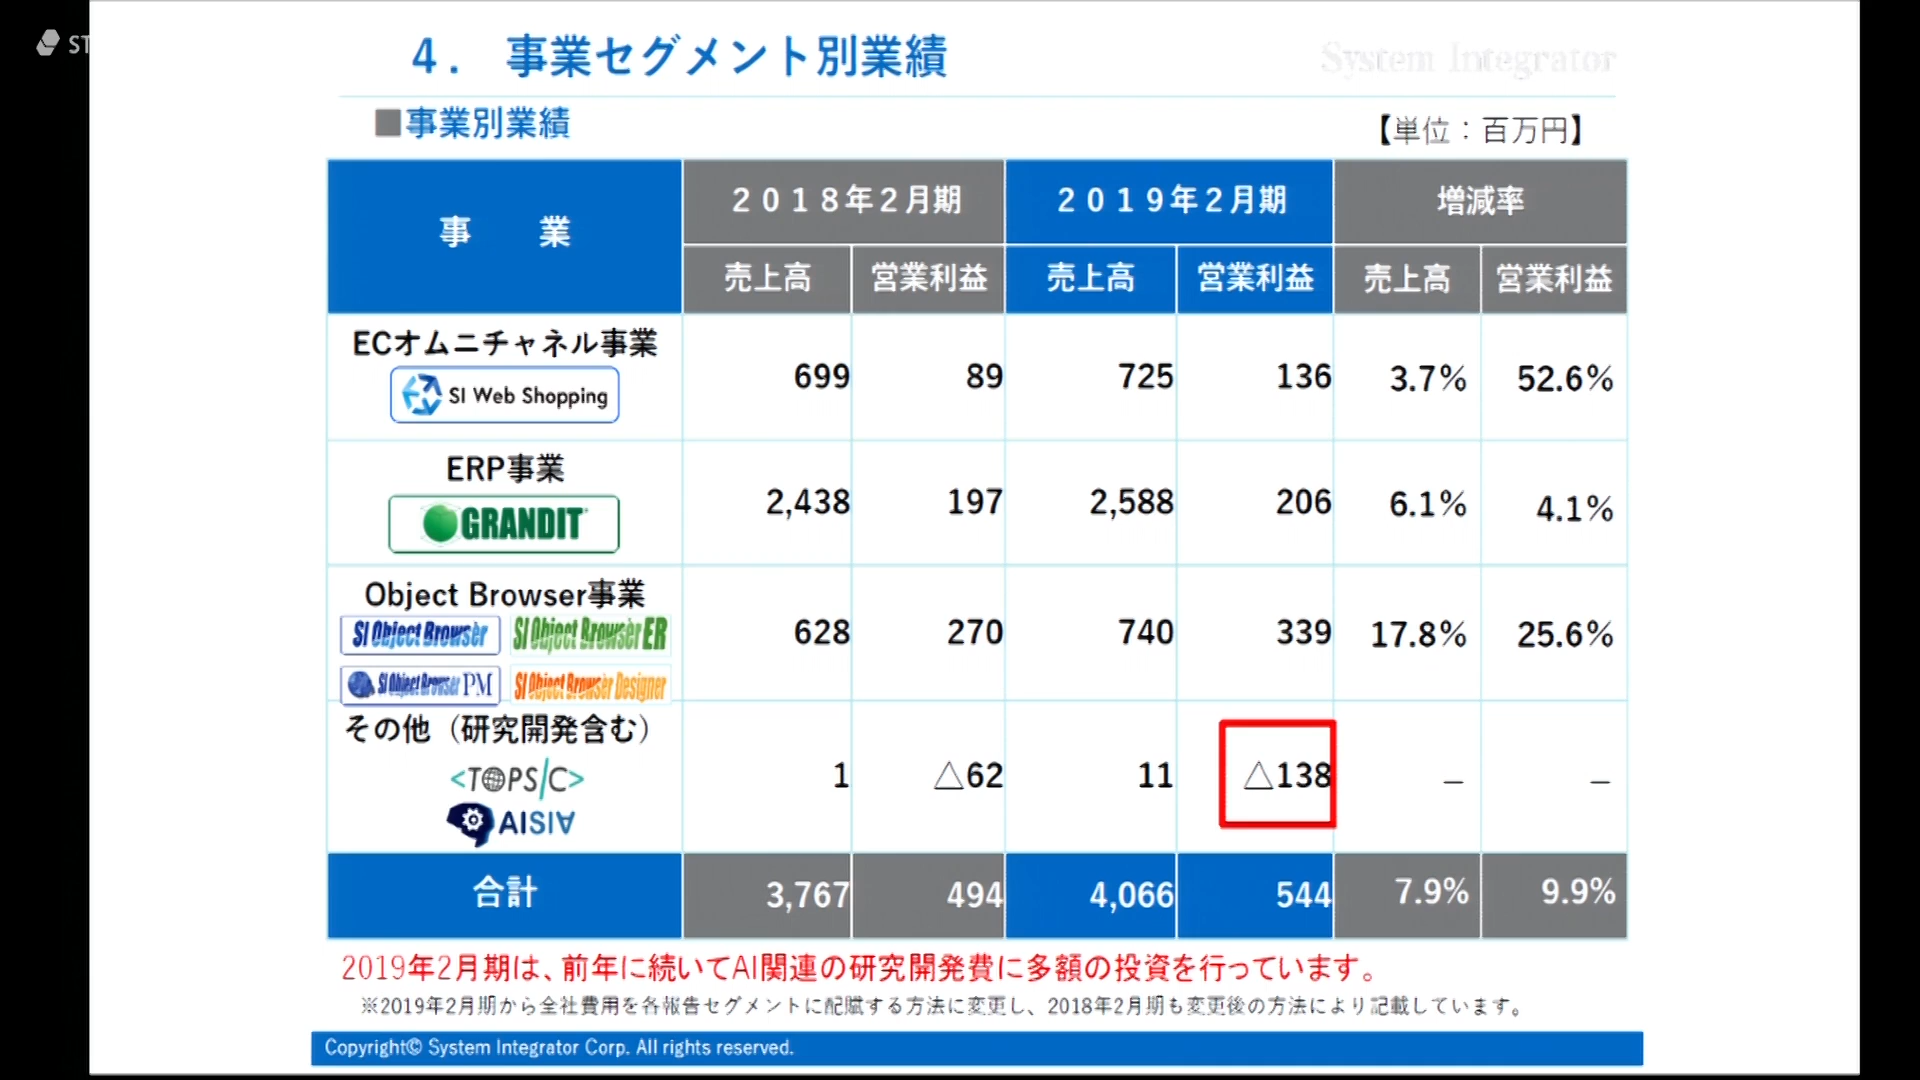 ST
4. 事業セグメント別業績
System Integrator
■事業別業績
【単位：百万円】
事 業
２０１８年２月期
２０１９年２月期
増減率
売上高 営業利益 売上高 営業利益 売上高 営業利益
ECオムニチャネル事業
SI Web Shopping
699 89 725 136 3.7% 52.6%
ERP事業
GRANDIT
2,438 197 2,588 206 6.1% 4.1%
Object Browser事業
SI Object Browser SI Object Browser ER
SI Object Browser PM SI Object Browser Designer
628 270 740 339 17.8% 25.6%
その他（研究開発含む）
<TOPS/C>
AISIA
1 △62 11 △138 – –
合計 3,767 494 4,066 544 7.9% 9.9%
2019年2月期は、前年に続いてAI関連の研究開発費に多額の投資を行っています。
※2019年2月期から全社費用を各報告セグメントに配賦する方法に変更し、2018年2月期も変更後の方法により記載しています。
Copyright© System Integrator Corp. All rights reserved.